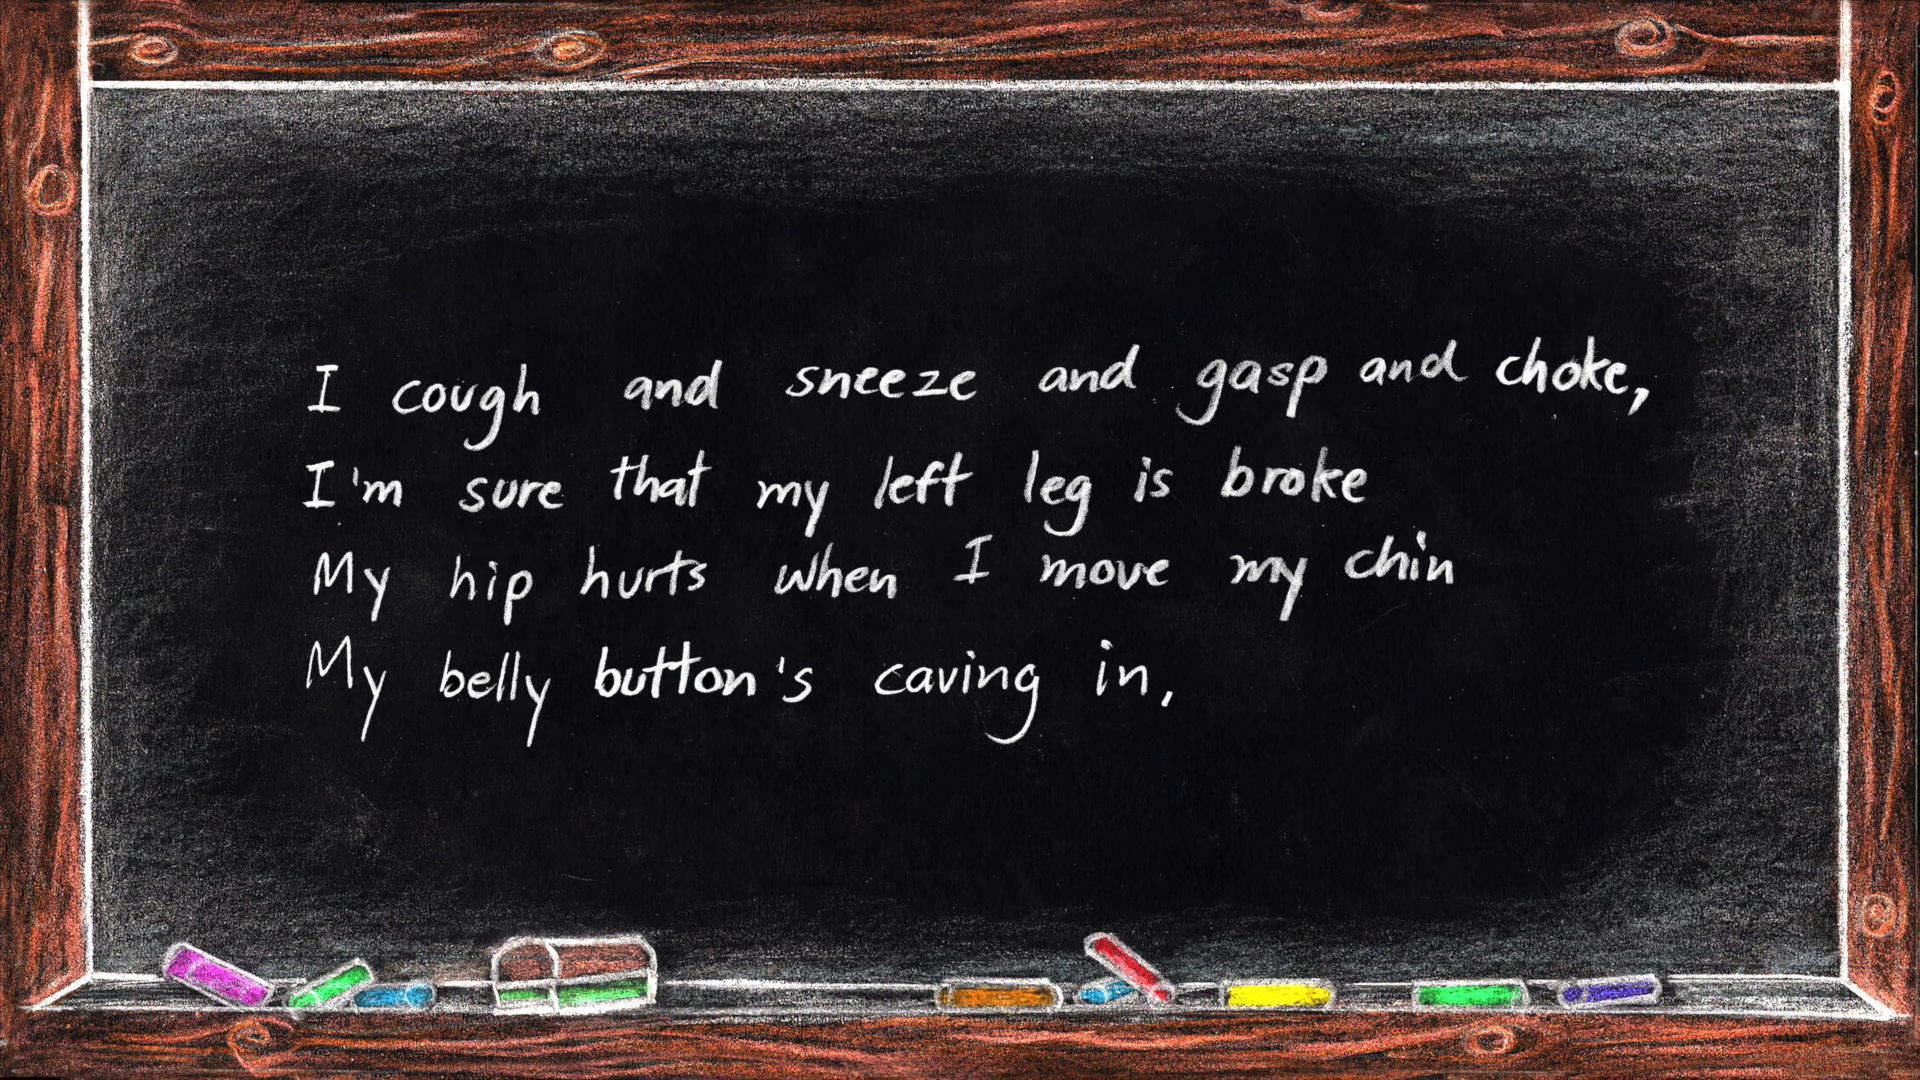 I cough and sneeze and gasp and choke,
I'm sure that my left leg is broke
My hip hurts when I move my chin
My belly button's caving in,